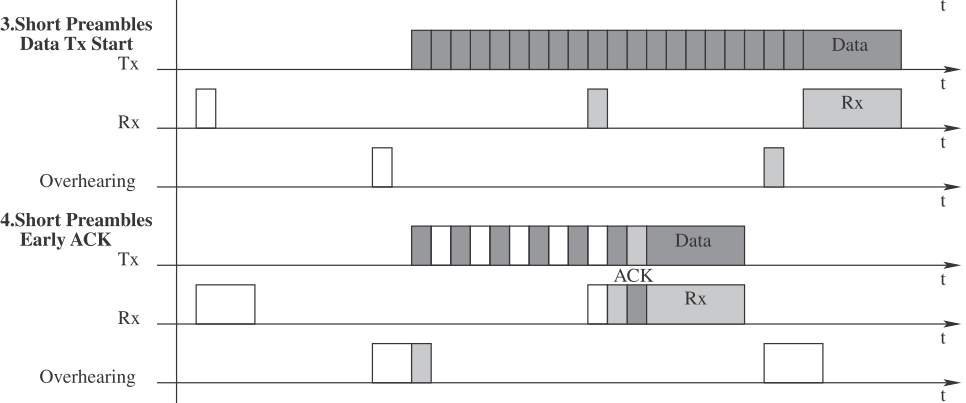 t
3.Short Preambles
Data Tx Start
Tx
Data
t
Rx
Rx
t
Overhearing
t
4.Short Preambles
Early ACK
Tx
Data
t
ACK
Rx
Rx
t
Overhearing
t